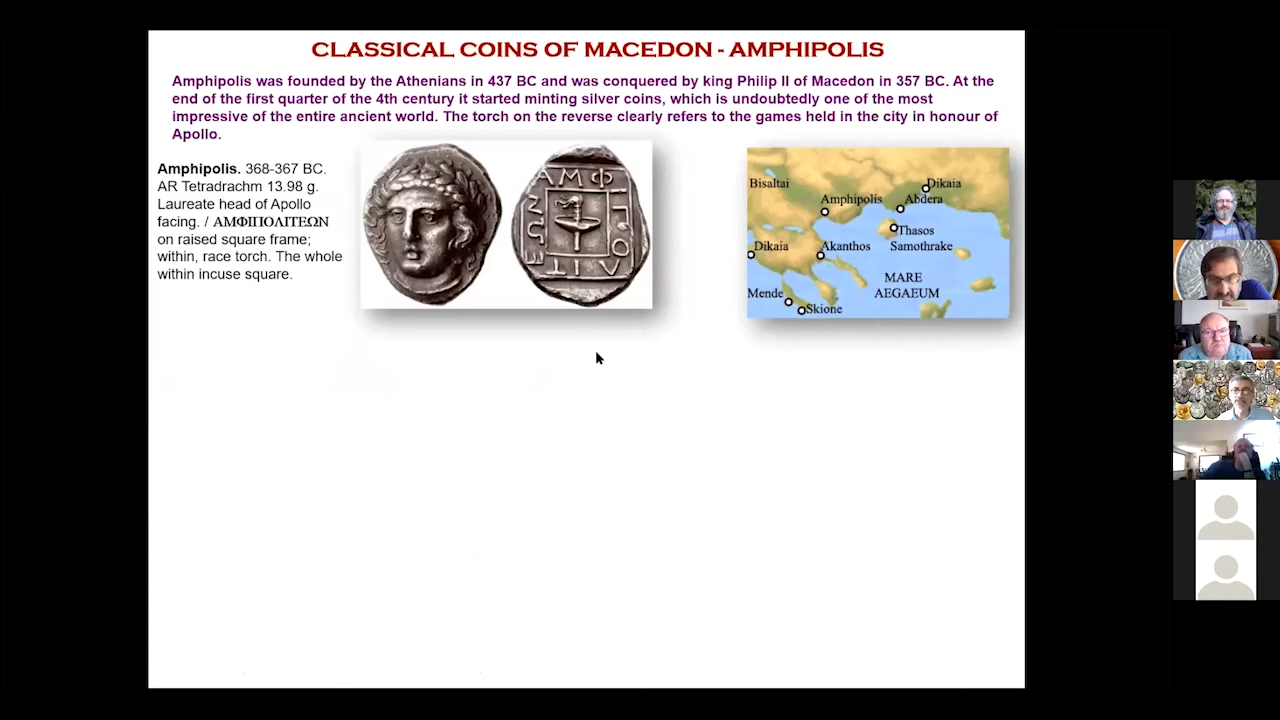 CLASSICAL COINS OF MACEDON - AMPHIPOLIS
Amphipolis was founded by the Athenians in 437 BC and was conquered by king Philip II of Macedon in 357 BC. At the
end of the first quarter of the 4th century it started minting silver coins, which is undoubtedly one of the most
impressive of the entire ancient world. The torch on the reverse clearly refers to the games held in the city in honour of
Apollo.
Amphipolis. 368-367 BC.
AR Tetradrachm 13.98 g.
Laureate head of Apollo
facing. / ΑΜΦΙΠΟΛΙΤΕΩΝ
on raised square frame;
within, race torch. The whole
within incuse square.
ΑΜΦ
ΙΠΟ
ΛΙΤ
ΕΩΝ
Bisaltai
Dikaia
Amphipolis
Abdera
Thasos
Dikaia
Akanthos
Samothrake
MARE
AEGAEUM
Mende
Skione